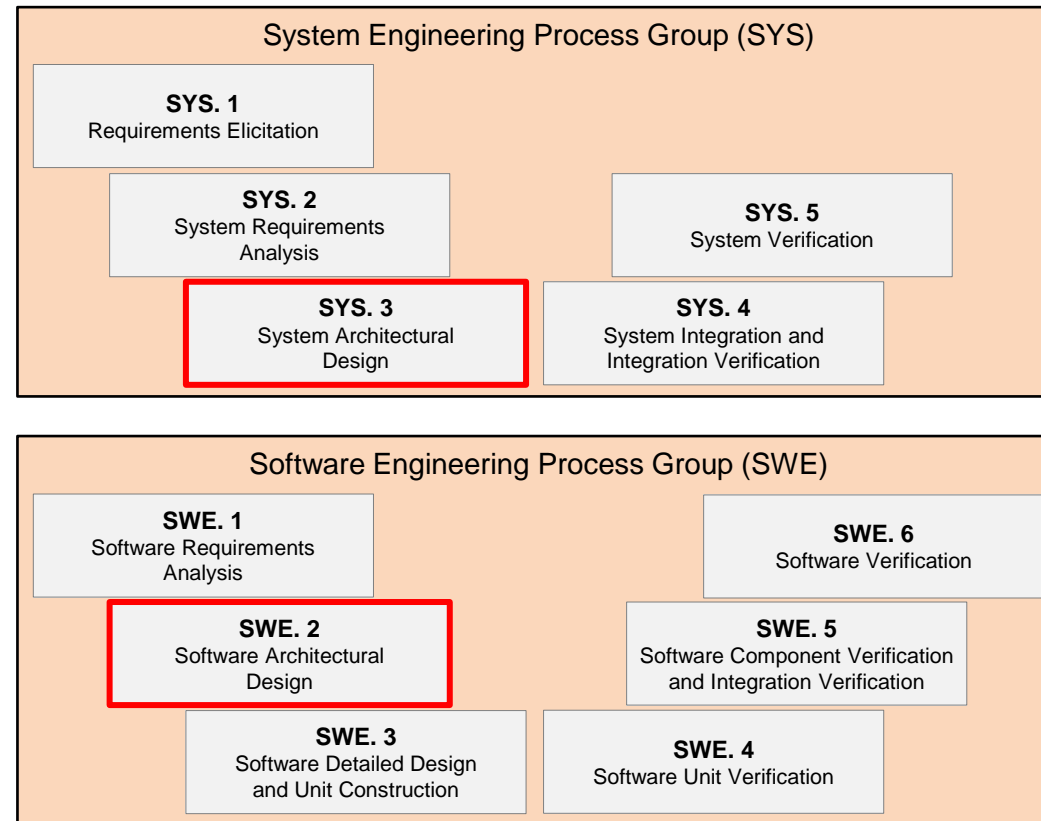 System Engineering Process Group (SYS)
SYS. 1
Requirements Elicitation
SYS. 2
System Requirements
Analysis
SYS. 5
System Verification
SYS. 3
System Architectural
Design
SYS. 4
System Integration and
Integration Verification
Software Engineering Process Group (SWE)
SWE. 1
Software Requirements
Analysis
SWE. 6
Software Verification
SWE. 2
Software Architectural
Design
SWE. 5
Software Component Verification
and Integration Verification
SWE. 3
Software Detailed Design
and Unit Construction
SWE. 4
Software Unit Verification